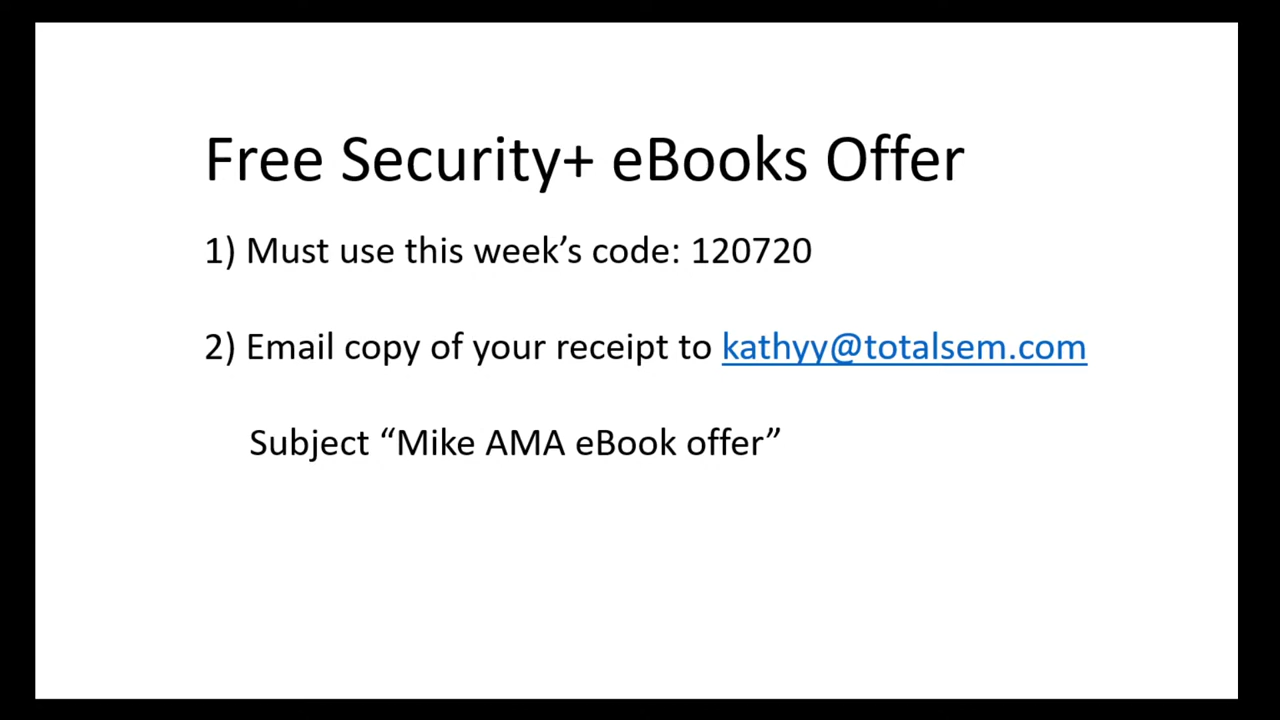 Free Security+ eBooks Offer
1) Must use this week’s code: 120720
2) Email copy of your receipt to kathyy@totalsem.com
Subject “Mike AMA eBook offer”